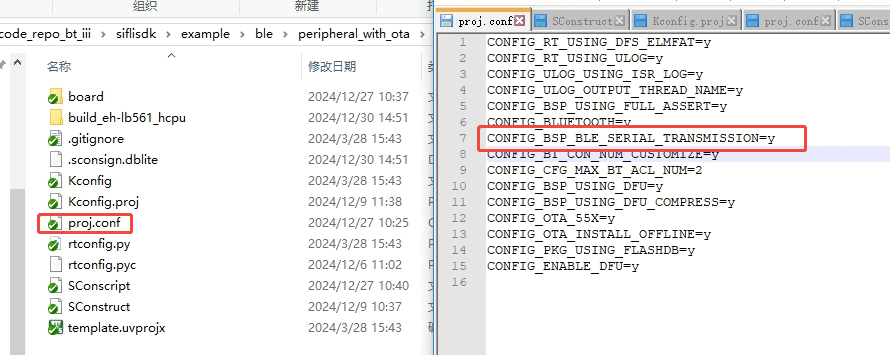 组织
新建
code_repo_bt_iii > siflisdk > example > ble > peripheral_with_ota >
名称
修改日期
board
2024/12/27 10:37
build_eh-lb561_hcpu
2024/12/30 14:51
.gitignore
2024/3/28 15:43
.sconsign.dblite
2024/12/30 14:51
Kconfig
2024/3/28 15:43
Kconfig.proj
2024/12/9 11:38
proj.conf
2024/12/27 10:25
rtconfig.py
2024/3/28 15:43
rtconfig.pyc
2024/12/6 11:02
SConscript
2024/12/27 10:40
SConstruct
2024/12/9 10:37
template.uvprojx
2024/3/28 15:43
proj.conf SConstruct Kconfig.proj proj.conf SCons
1 CONFIG_RT_USING_DFS_ELMFAT=y
2 CONFIG_RT_USING_ULOG=y
3 CONFIG_ULOG_USING_ISR_LOG=y
4 CONFIG_ULOG_OUTPUT_THREAD_NAME=y
5 CONFIG_BSP_USING_FULL_ASSERT=y
6 CONFIG_BLUETOOTH=y
7 CONFIG_BSP_BLE_SERIAL_TRANSMISSION=y
8 CONFIG_BT_CON_NUM_CUSTOMIZE=y
9 CONFIG_CFG_MAX_BT_ACL_NUM=2
10 CONFIG_BSP_USING_DFU=y
11 CONFIG_BSP_USING_DFU_COMPRESS=y
12 CONFIG_OTA_55X=y
13 CONFIG_OTA_INSTALL_OFFLINE=y
14 CONFIG_PKG_USING_FLASHDB=y
15 CONFIG_ENABLE_DFU=y
16